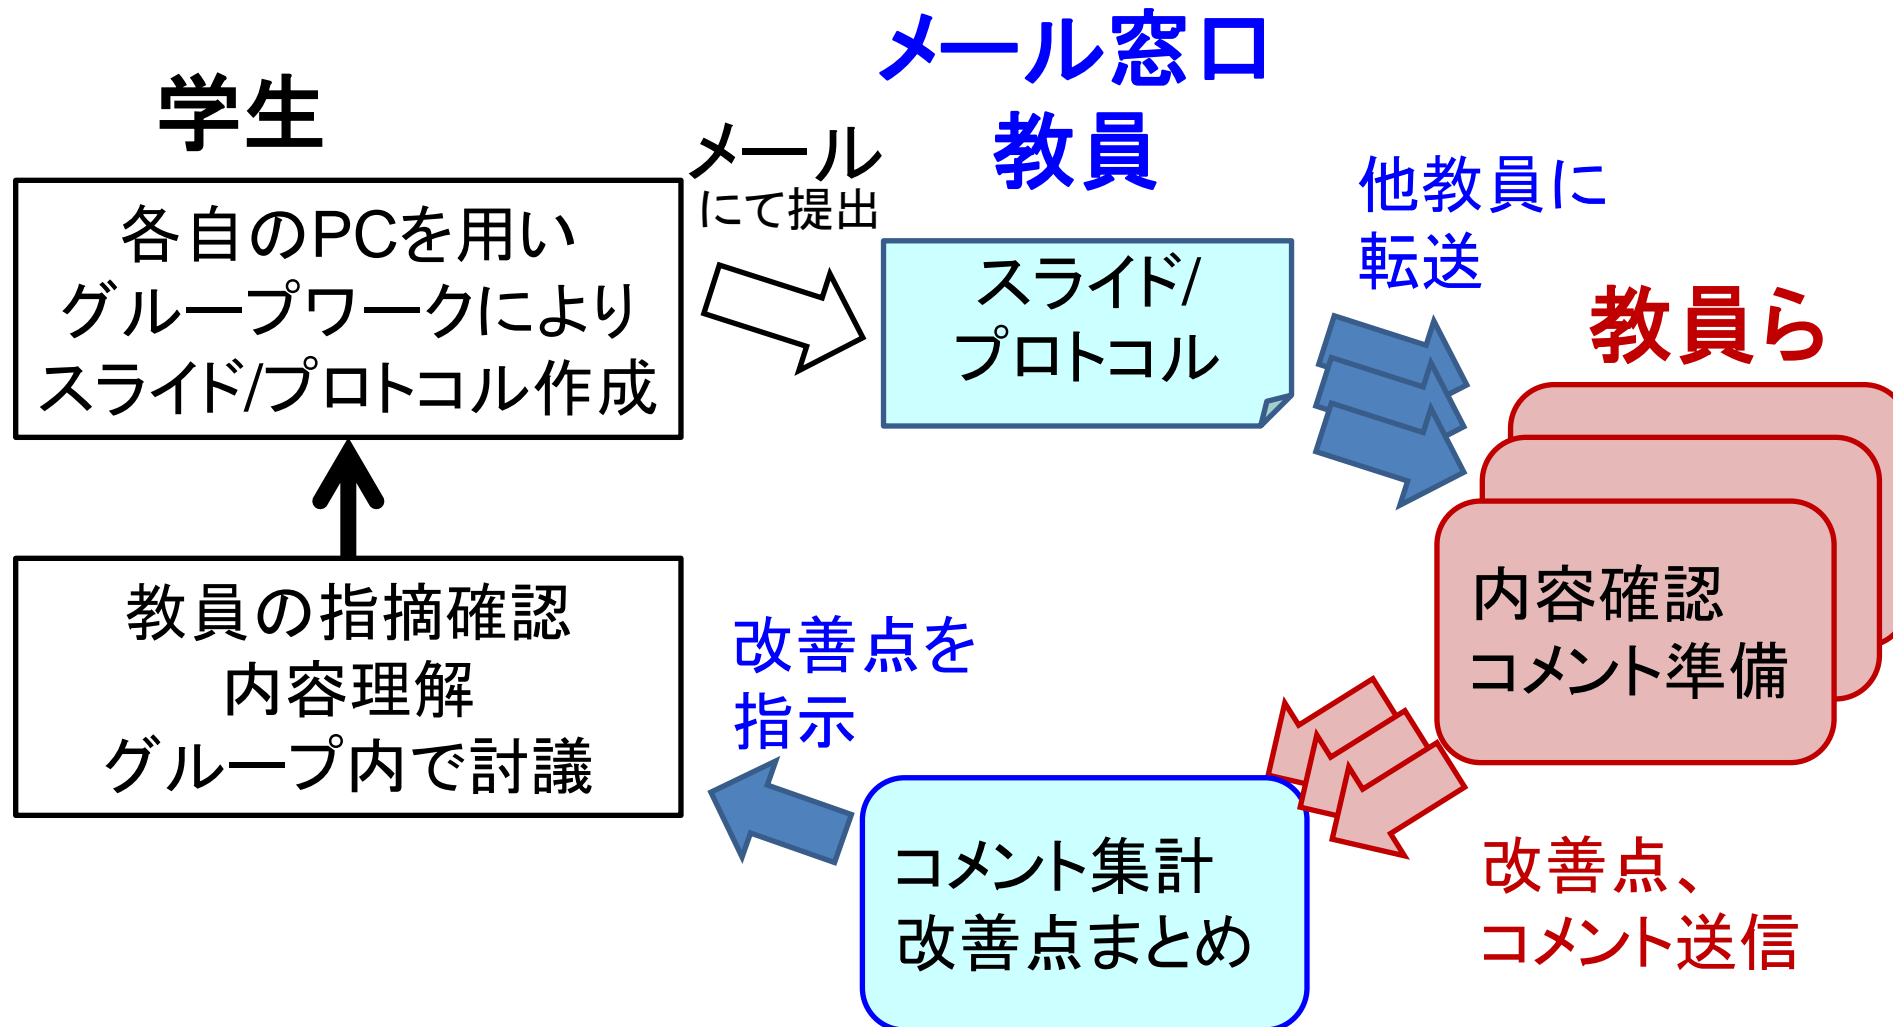 学生
各自のPCを用い
グループワークにより
スライド/プロトコル作成
メール
にて提出
メール窓口
教員
スライド/
プロトコル
他教員に
転送
教員ら
内容確認
コメント準備
改善点、
コメント送信
コメント集計
改善点まとめ
改善点を
指示
教員の指摘確認
内容理解
グループ内で討議